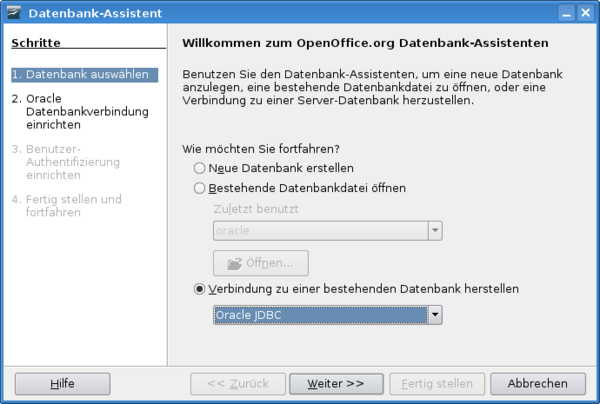 Datenbank-Assistent
Schritte
1. Datenbank auswählen
2. Oracle
Datenbankverbindung
einrichten
3. Benutzer-
Authentifizierung
einrichten
4. Fertig stellen und
fortfahren
Willkommen zum OpenOffice.org Datenbank-Assistenten
Benutzen Sie den Datenbank-Assistenten, um eine neue Datenbank
anzulegen, eine bestehende Datenbankdatei zu öffnen, oder eine
Verbindung zu einer Server-Datenbank herzustellen.
Wie möchten Sie fortfahren?
Neue Datenbank erstellen
Bestehende Datenbankdatei öffnen
Zuletzt benutzt
oracle
Öffnen...
Verbindung zu einer bestehenden Datenbank herstellen
Oracle JDBC
Hilfe
<< Zurück
Weiter >>
Fertig stellen
Abbrechen